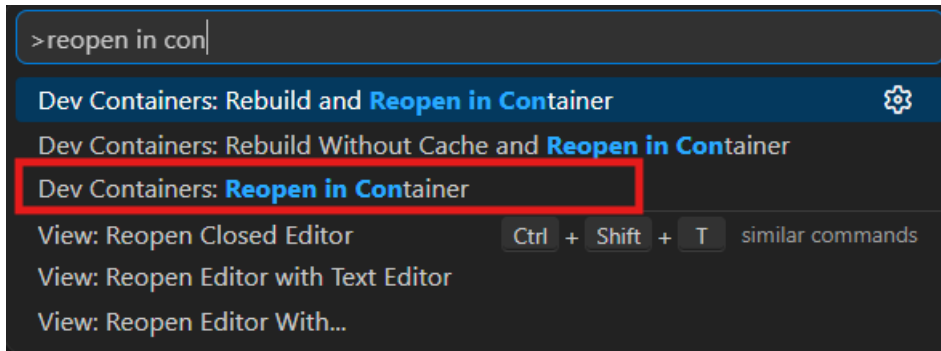 >reopen in con
Dev Containers: Rebuild and Reopen in Container
Dev Containers: Rebuild Without Cache and Reopen in Container
Dev Containers: Reopen in Container
View: Reopen Closed Editor Ctrl + Shift + T similar commands
View: Reopen Editor with Text Editor
View: Reopen Editor With...